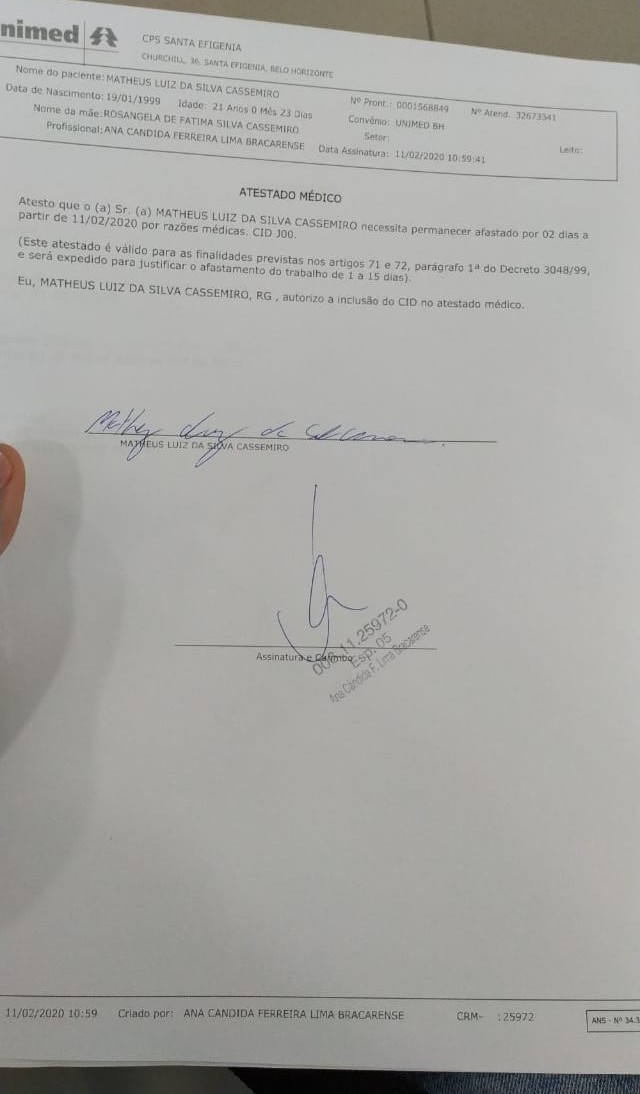 nimed
CPS SANTA EFIGENIA
CHURCHILL, 36, SANTA EFIGENIA, BELO HORIZONTE
Nome do paciente: MATHEUS LUIZ DA SILVA CASSEMIRO
Nº Pront.: 0001568849 Nº Atend. 32673341
Data de Nascimento: 19/01/1999 Idade: 21 Anos 0 Mês 23 Dias
Convênio: UNIMED BH
Nome da mãe: ROSANGELA DE FATIMA SILVA CASSEMIRO
Setor: Leito:
Profissional: ANA CANDIDA FERREIRA LIMA BRACARENSE Data Assinatura: 11/02/2020 10:59:41
ATESTADO MÉDICO
Atesto que o (a) Sr. (a) MATHEUS LUIZ DA SILVA CASSEMIRO necessita permanecer afastado por 02 dias a
partir de 11/02/2020 por razões médicas. CID J00.
(Este atestado é válido para as finalidades previstas nos artigos 71 e 72, parágrafo 1ª do Decreto 3048/99,
e será expedido para justificar o afastamento do trabalho de 1 a 15 dias).
Eu, MATHEUS LUIZ DA SILVA CASSEMIRO, RG , autorizo a inclusão do CID no atestado médico.
MATHEUS LUIZ DA SILVA CASSEMIRO
Assinatura e Carimbo
006.11.25972-0
Esp. 05
Ana Cândida F. Lima Bracarense
11/02/2020 10:59 Criado por: ANA CANDIDA FERREIRA LIMA BRACARENSE CRM- : 25972
ANS - Nº 34.3